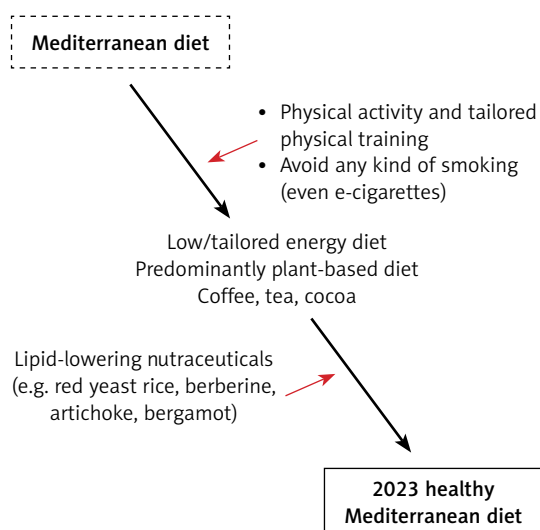 Mediterranean diet
• Physical activity and tailored
physical training
• Avoid any kind of smoking
(even e-cigarettes)
Low/tailored energy diet
Predominantly plant-based diet
Coffee, tea, cocoa
Lipid-lowering nutraceuticals
(e.g. red yeast rice, berberine,
artichoke, bergamot)
2023 healthy
Mediterranean diet